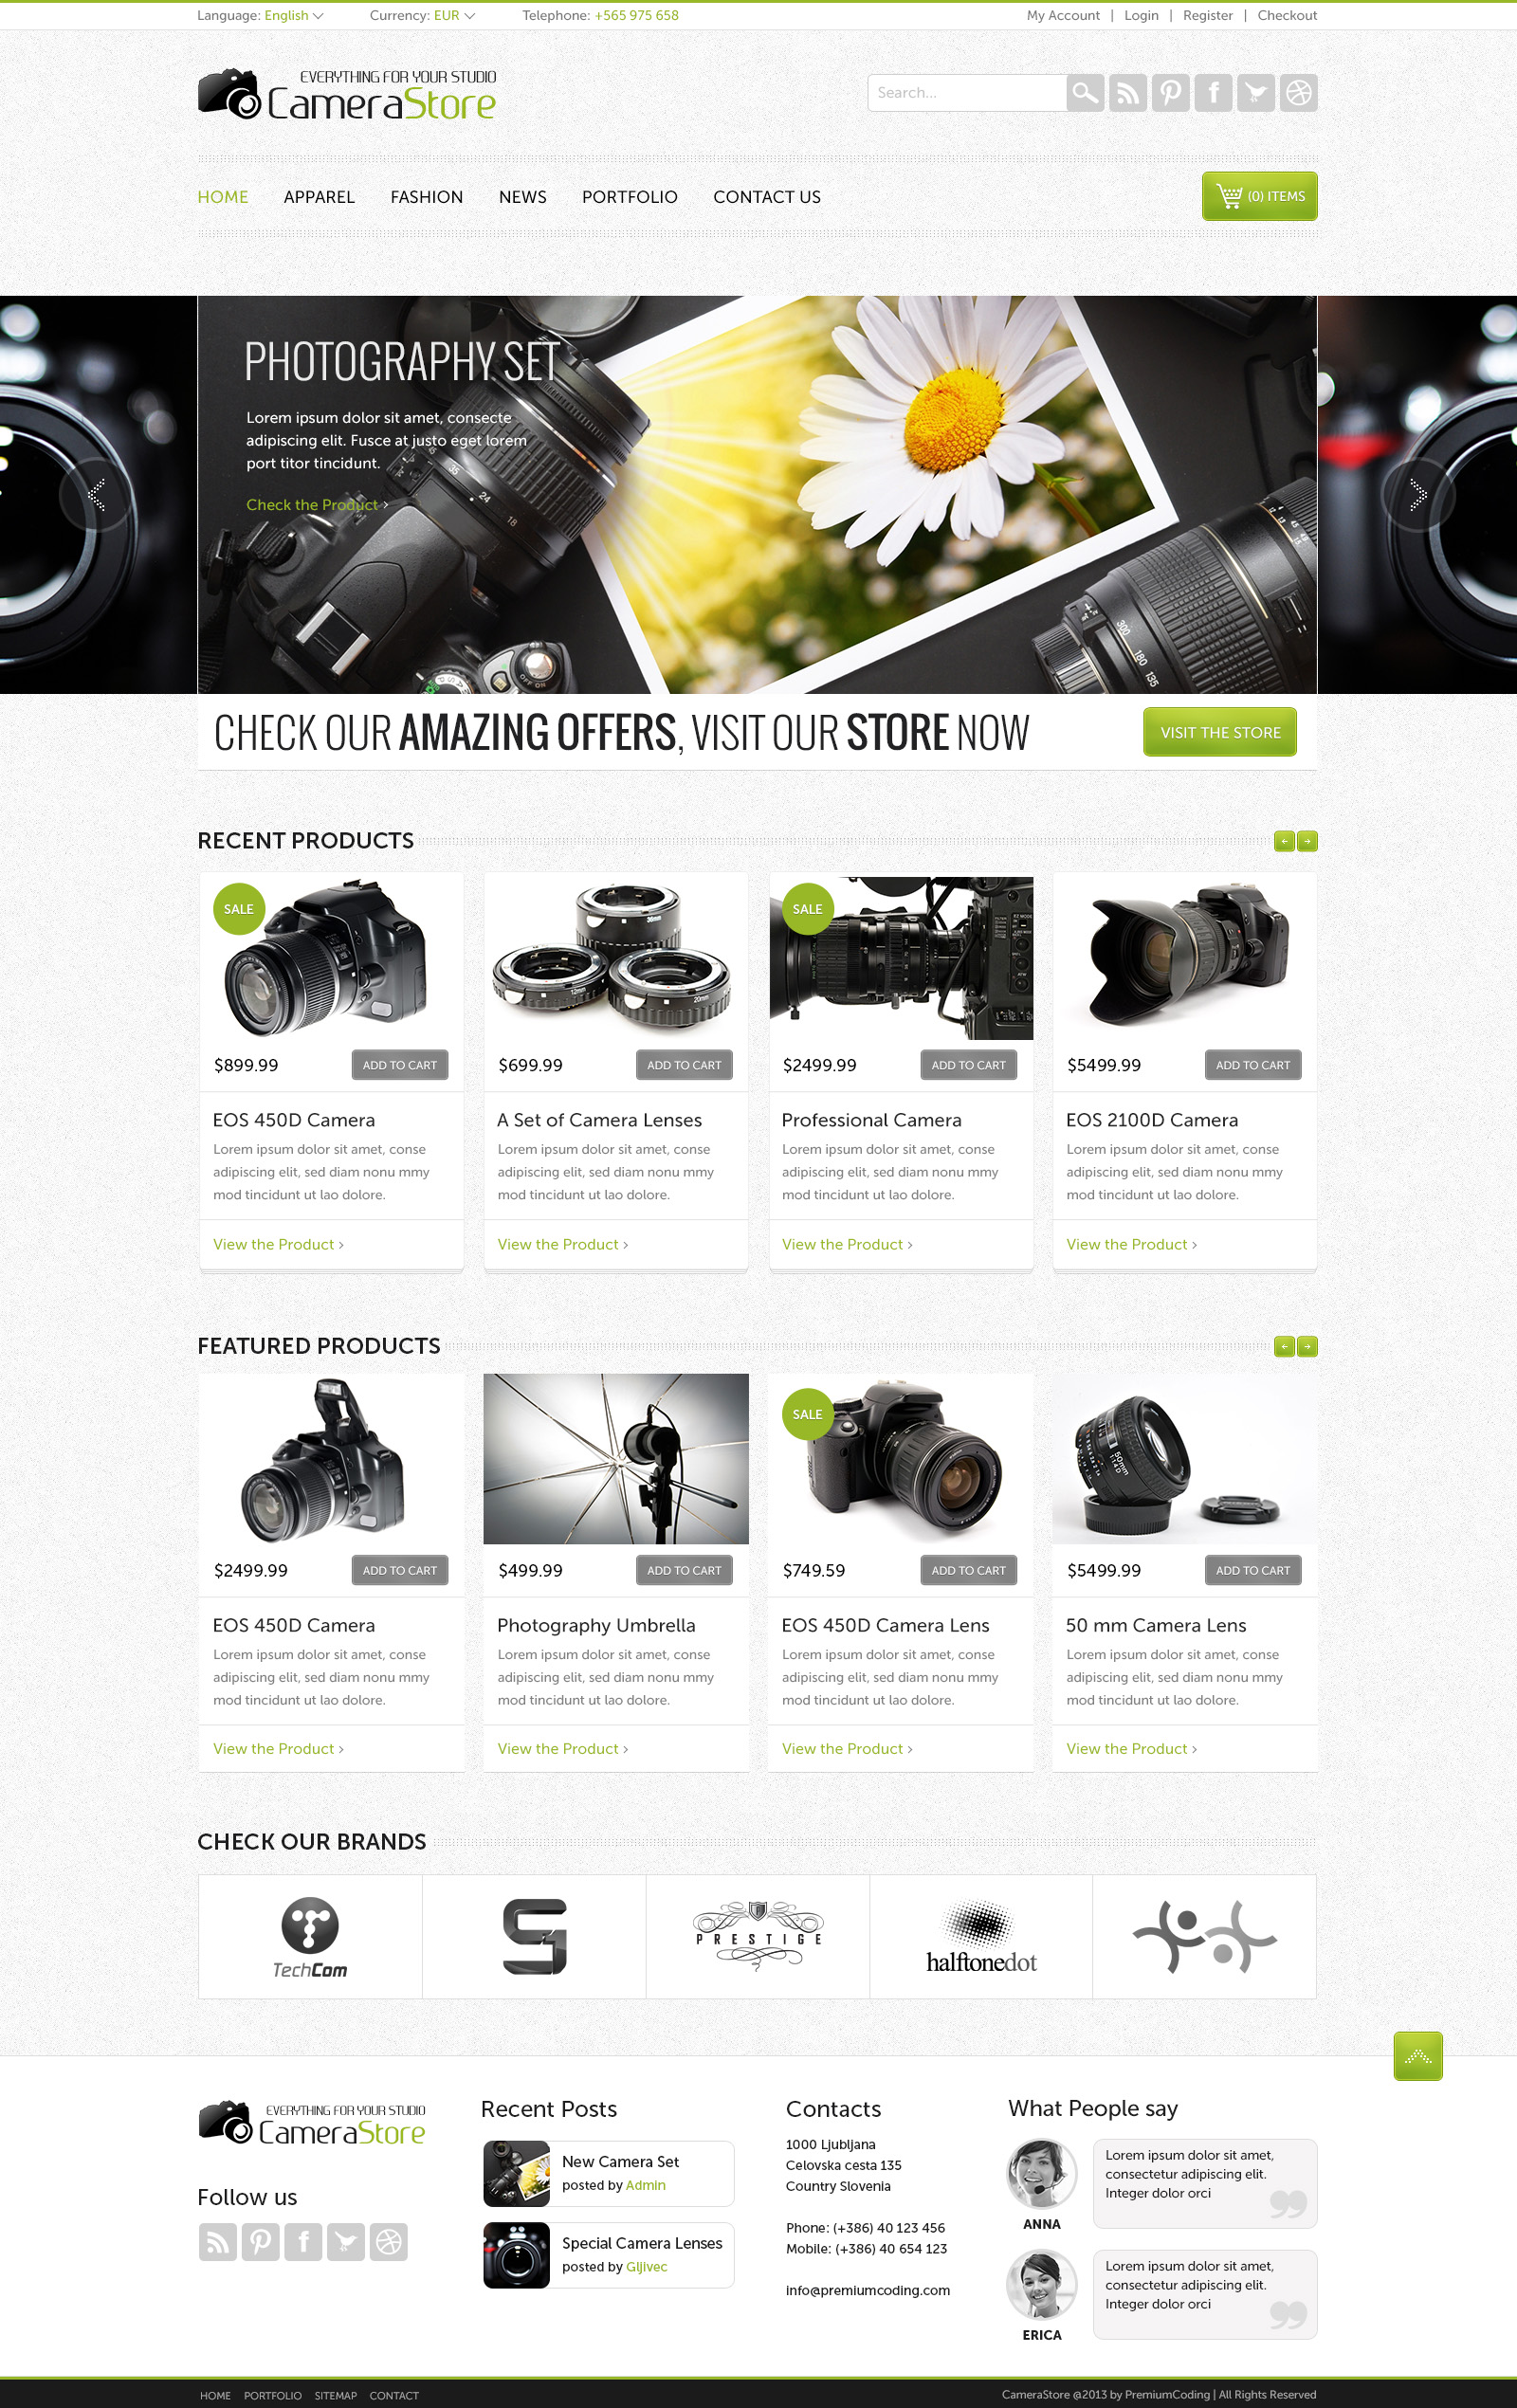 Language: English
Currency: EUR
Telephone: +565 975 658
My Account | Login | Register | Checkout
EVERYTHING FOR YOUR STUDIO
CameraStore
Search...
HOME
APPAREL
FASHION
NEWS
PORTFOLIO
CONTACT US
(0) ITEMS
PHOTOGRAPHY SET
Lorem ipsum dolor sit amet, consecte
adipiscing elit. Fusce at justo eget lorem
port titor tincidunt.
Check the Product ›
35
24
18
OFF ON
300
180
135
CHECK OUR AMAZING OFFERS, VISIT OUR STORE NOW
VISIT THE STORE
RECENT PRODUCTS
SALE
$899.99
ADD TO CART
EOS 450D Camera
Lorem ipsum dolor sit amet, conse
adipiscing elit, sed diam nonu mmy
mod tincidunt ut lao dolore.
View the Product ›
36mm
12mm
20mm
$699.99
ADD TO CART
A Set of Camera Lenses
Lorem ipsum dolor sit amet, conse
adipiscing elit, sed diam nonu mmy
mod tincidunt ut lao dolore.
View the Product ›
SALE
$2499.99
ADD TO CART
Professional Camera
Lorem ipsum dolor sit amet, conse
adipiscing elit, sed diam nonu mmy
mod tincidunt ut lao dolore.
View the Product ›
$5499.99
ADD TO CART
EOS 2100D Camera
Lorem ipsum dolor sit amet, conse
adipiscing elit, sed diam nonu mmy
mod tincidunt ut lao dolore.
View the Product ›
FEATURED PRODUCTS
$2499.99
ADD TO CART
EOS 450D Camera
Lorem ipsum dolor sit amet, conse
adipiscing elit, sed diam nonu mmy
mod tincidunt ut lao dolore.
View the Product ›
$499.99
ADD TO CART
Photography Umbrella
Lorem ipsum dolor sit amet, conse
adipiscing elit, sed diam nonu mmy
mod tincidunt ut lao dolore.
View the Product ›
SALE
$749.59
ADD TO CART
EOS 450D Camera Lens
Lorem ipsum dolor sit amet, conse
adipiscing elit, sed diam nonu mmy
mod tincidunt ut lao dolore.
View the Product ›
50mm
$5499.99
ADD TO CART
50 mm Camera Lens
Lorem ipsum dolor sit amet, conse
adipiscing elit, sed diam nonu mmy
mod tincidunt ut lao dolore.
View the Product ›
CHECK OUR BRANDS
TechCom
PRESTIGE
halftonedot
EVERYTHING FOR YOUR STUDIO
CameraStore
Follow us
Recent Posts
New Camera Set
posted by Admin
Special Camera Lenses
posted by Gljivec
Contacts
1000 Ljubljana
Celovska cesta 135
Country Slovenia
Phone: (+386) 40 123 456
Mobile: (+386) 40 654 123
info@premiumcoding.com
What People say
ANNA
Lorem ipsum dolor sit amet,
consectetur adipiscing elit.
Integer dolor orci
ERICA
Lorem ipsum dolor sit amet,
consectetur adipiscing elit.
Integer dolor orci
HOME
PORTFOLIO
SITEMAP
CONTACT
CameraStore @2013 by PremiumCoding | All Rights Reserved